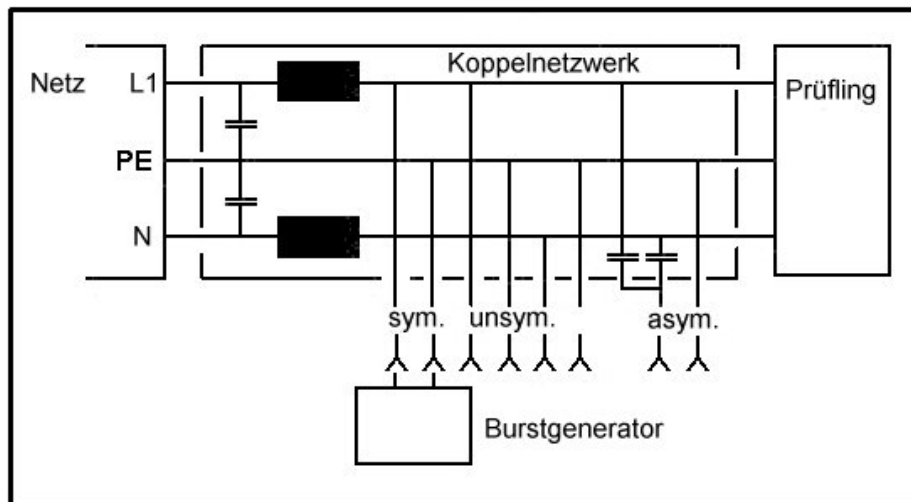 Koppelnetzwerk
Netz L1
Prüfling
PE
N
sym. unsym. asym.
Burstgenerator